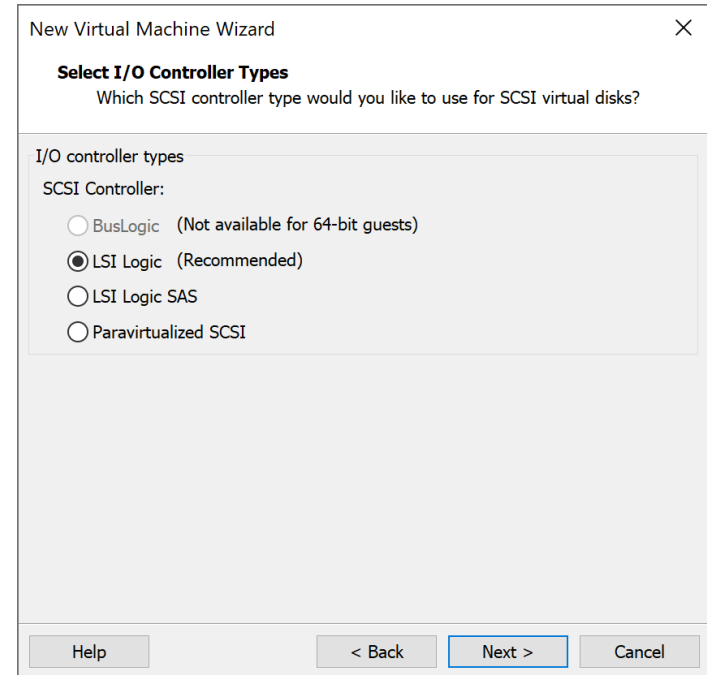 New Virtual Machine Wizard
Select I/O Controller Types
Which SCSI controller type would you like to use for SCSI virtual disks?
I/O controller types
SCSI Controller:
BusLogic (Not available for 64-bit guests)
LSI Logic (Recommended)
LSI Logic SAS
Paravirtualized SCSI
Help < Back Next > Cancel